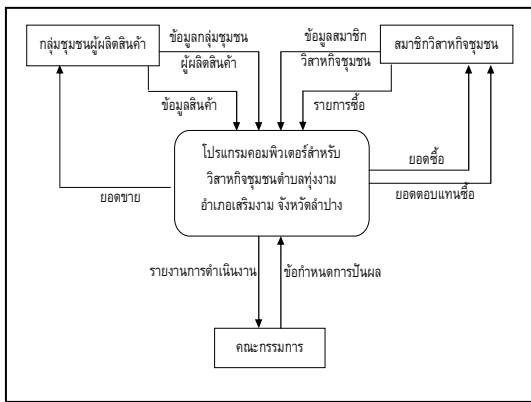 กลุ่มชุมชนผู้ผลิตสินค้า
ข้อมูลกลุ่มชุมชน
ผู้ผลิตสินค้า
ข้อมูลสมาชิก
วิสาหกิจชุมชน
สมาชิกวิสาหกิจชุมชน
ข้อมูลสินค้า
รายการซื้อ
โปรแกรมคอมพิวเตอร์สำหรับ
วิสาหกิจชุมชนตำบลทุ่งงาม
อำเภอเสริมงาม จังหวัดลำปาง
ยอดขาย
ยอดซื้อ
ยอดตอบแทนซื้อ
รายงานการดำเนินงาน
ข้อกำหนดการปันผล
คณะกรรมการ